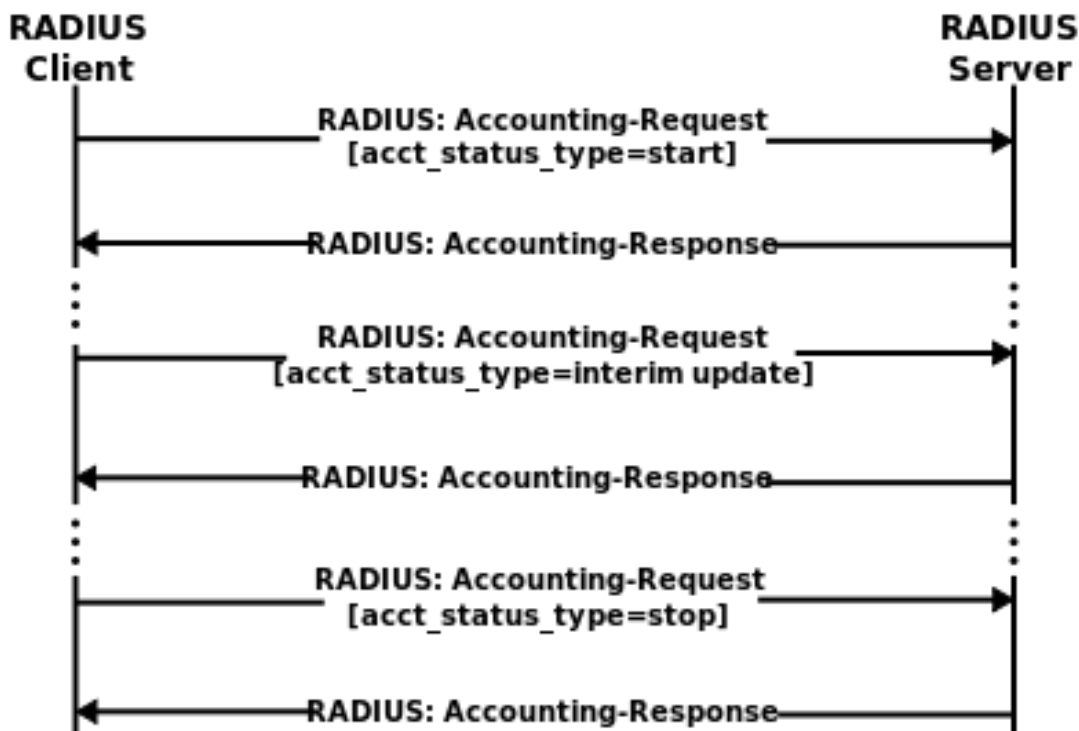 RADIUS
Client
RADIUS
Server
RADIUS: Accounting-Request
[acct_status_type=start]
RADIUS: Accounting-Response
RADIUS: Accounting-Request
[acct_status_type=interim update]
RADIUS: Accounting-Response
RADIUS: Accounting-Request
[acct_status_type=stop]
RADIUS: Accounting-Response